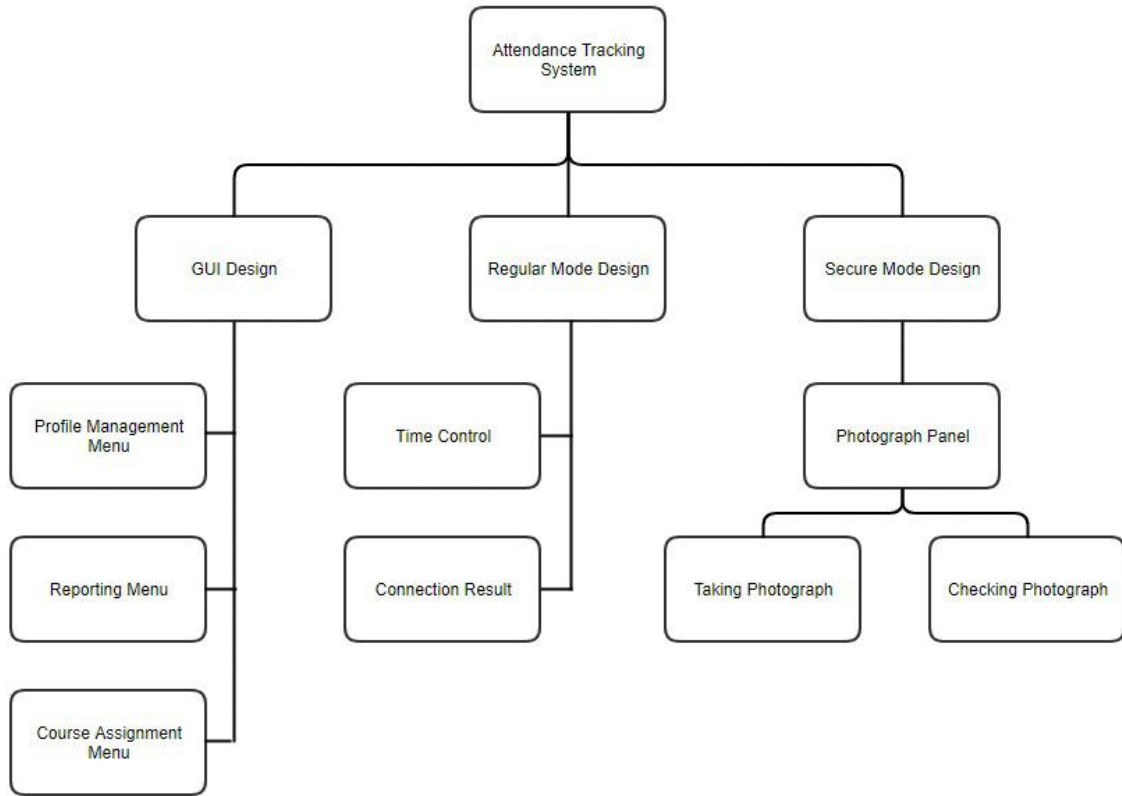 Attendance Tracking
System
GUI Design
Regular Mode Design
Secure Mode Design
Profile Management
Menu
Time Control
Photograph Panel
Reporting Menu
Connection Result
Taking Photograph
Checking Photograph
Course Assignment
Menu